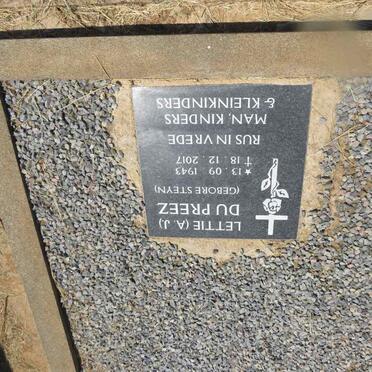 LETTIE (A. J)
DU PREEZ
(GEBORE STEYN)
★ 13 . 09 . 1943
✝ 18 . 12 . 2017
RUS IN VREDE
MAN, KINDERS
& KLEINKINDERS